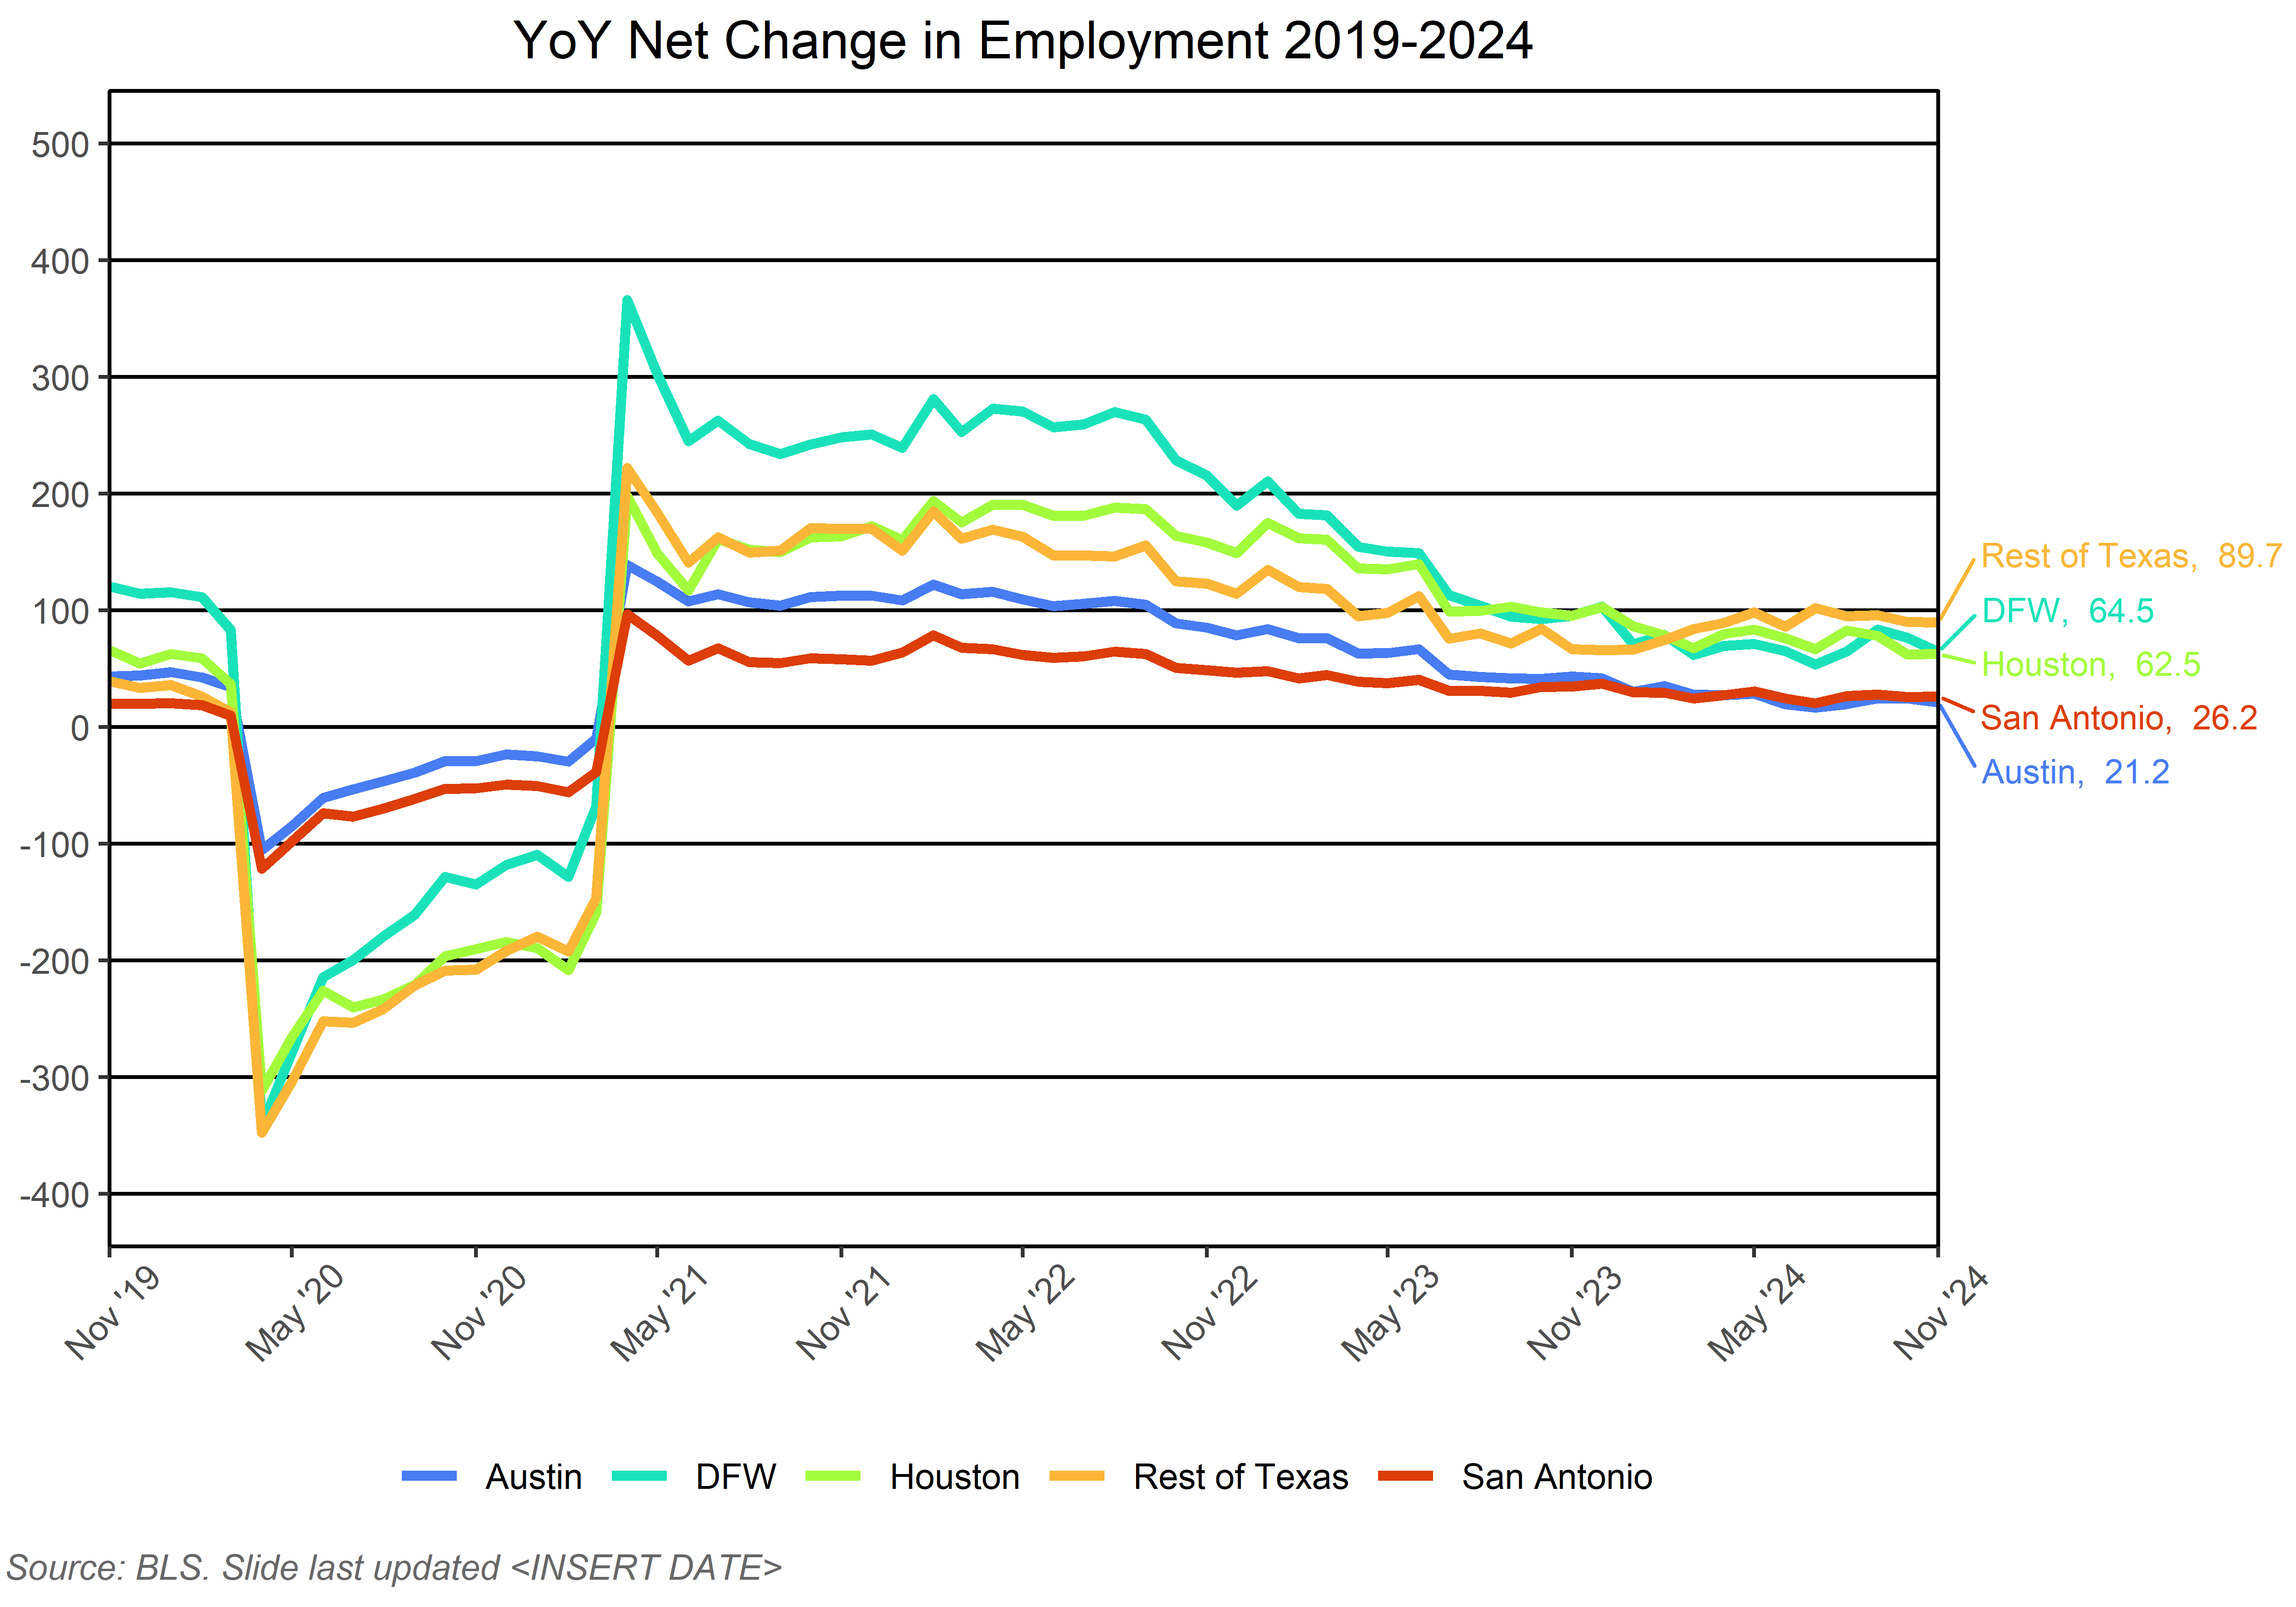 YoY Net Change in Employment 2019-2024
500
400
300
200
100
0
-100
-200
-300
-400
Rest of Texas,  89.7
DFW,  64.5
Houston,  62.5
San Antonio,  26.2
Austin,  21.2
Nov '19
May '20
Nov '20
May '21
Nov '21
May '22
Nov '22
May '23
Nov '23
May '24
Nov '24
Austin
DFW
Houston
Rest of Texas
San Antonio
Source: BLS. Slide last updated <INSERT DATE>